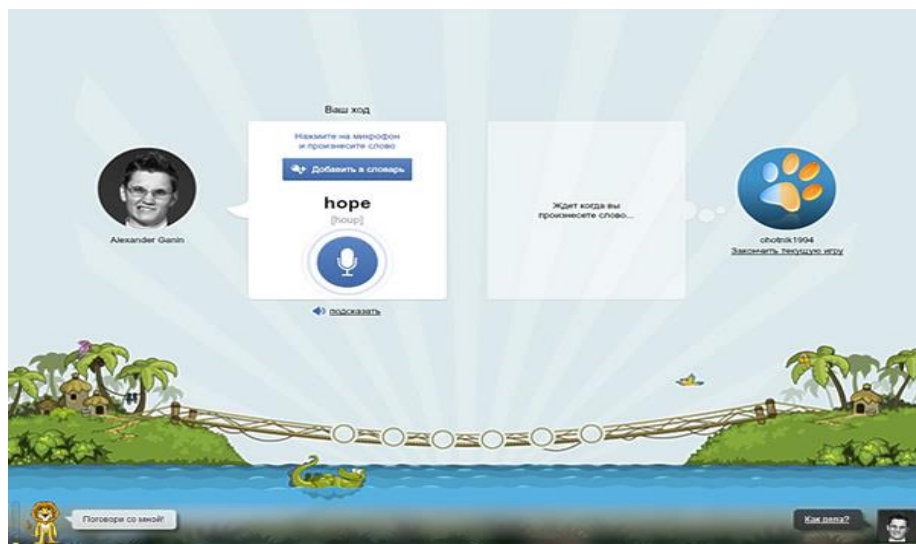 Ваш ход
Нажмите на микрофон
и произнесите слово
Добавить в словарь
hope
[houp]
подсказать
Alexander Ganin
Ждет когда вы
произнесете слово...
ohotnik1994
Закончить текущую игру
Поговори со мной!
Как дела?